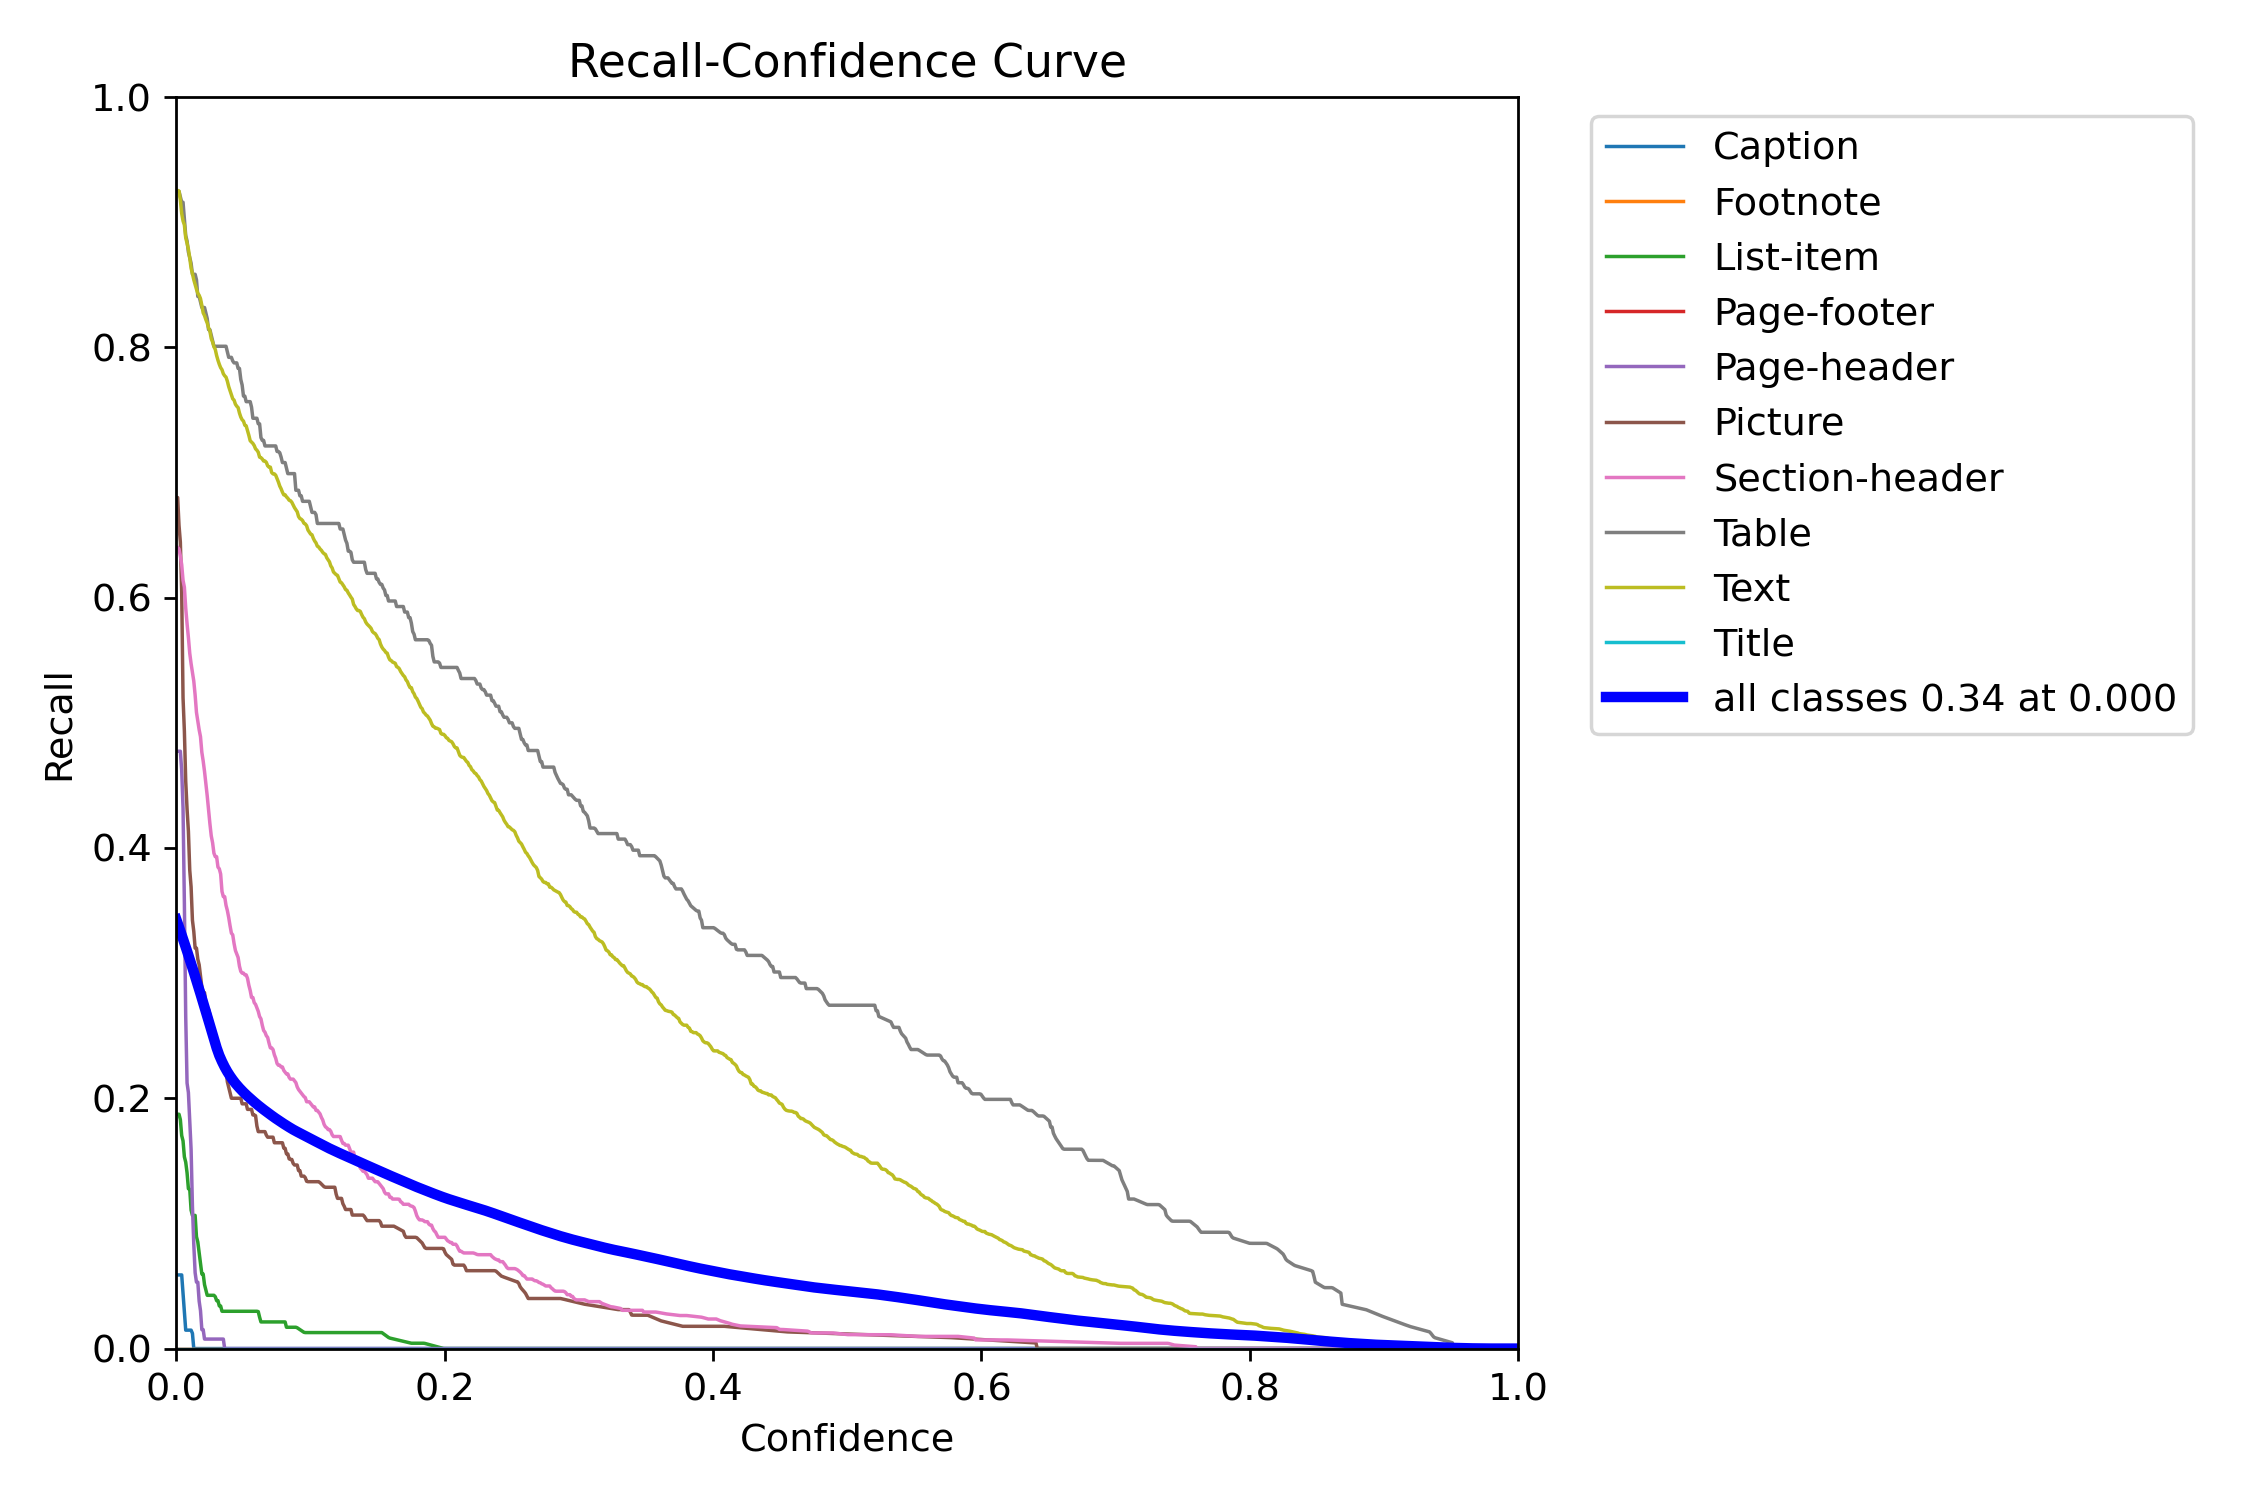 Recall-Confidence Curve
1.0
0.8
0.6
0.4
0.2
0.0
Recall
0.0 0.2 0.4 0.6 0.8 1.0
Confidence
Caption
Footnote
List-item
Page-footer
Page-header
Picture
Section-header
Table
Text
Title
all classes 0.34 at 0.000